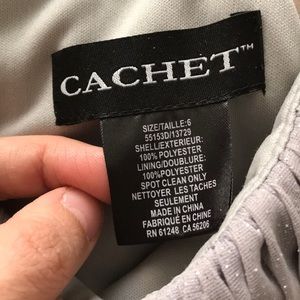 CACHET™
SIZE/TAILLE:6
55153D/13729
SHELL/EXTERIEUR:
100% POLYESTER
LINING/DOUBLURE:
100% POLYESTER
SPOT CLEAN ONLY
NETTOYER LES TACHES
SEULEMENT
MADE IN CHINA
FABRIQUÉ EN CHINE
RN 61248 CA 56206